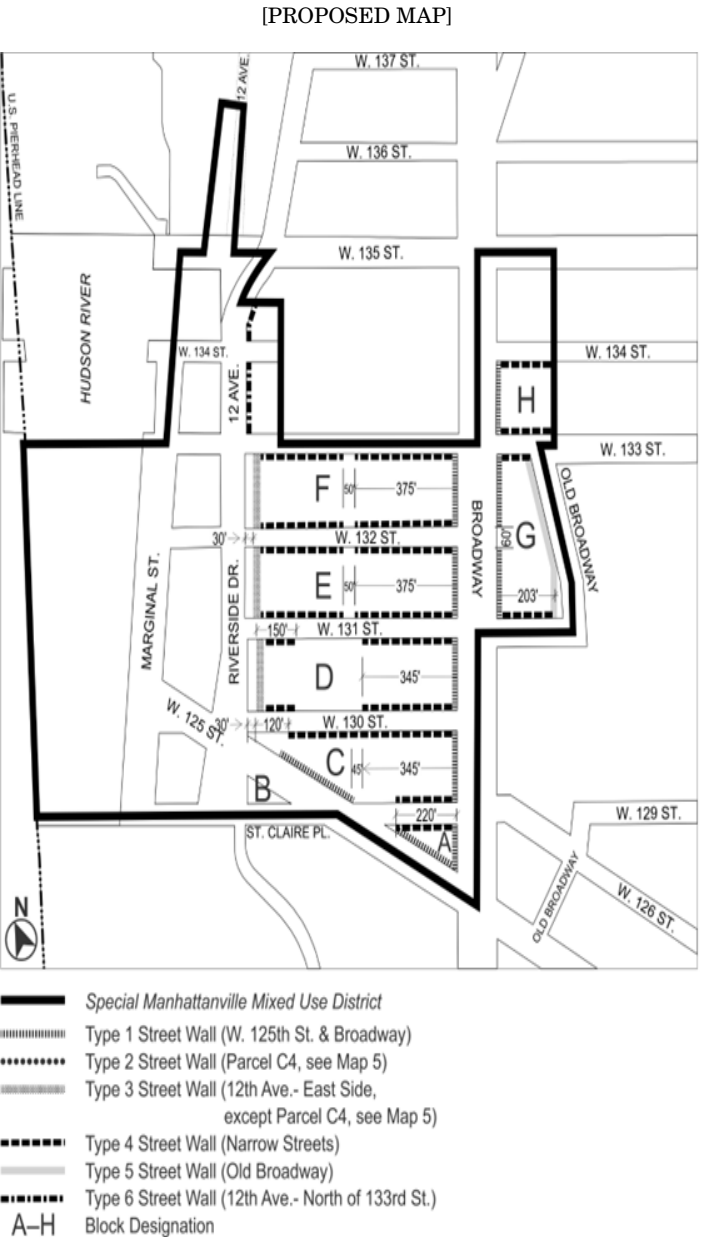 [PROPOSED MAP]
W. 137 ST.
12 AVE.
U.S. PIERHEAD LINE
W. 136 ST.
W. 135 ST.
HUDSON RIVER
W. 134 ST.
W. 134 ST.
12 AVE.
H
W. 133 ST.
F
50'
375'
BROADWAY
OLD BROADWAY
G
60'
203'
30'
W. 132 ST.
E
50'
375'
MARGINAL ST.
RIVERSIDE DR.
150'
W. 131 ST.
D
345'
W. 125 ST.
30'
120'
W. 130 ST.
C
45'
345'
B
220'
W. 129 ST.
A
ST. CLAIRE PL.
OLD BROADWAY
W. 126 ST.
N
Special Manhattanville Mixed Use District
Type 1 Street Wall (W. 125th St. & Broadway)
Type 2 Street Wall (Parcel C4, see Map 5)
Type 3 Street Wall (12th Ave.- East Side,
except Parcel C4, see Map 5)
Type 4 Street Wall (Narrow Streets)
Type 5 Street Wall (Old Broadway)
Type 6 Street Wall (12th Ave.- North of 133rd St.)
A–H Block Designation